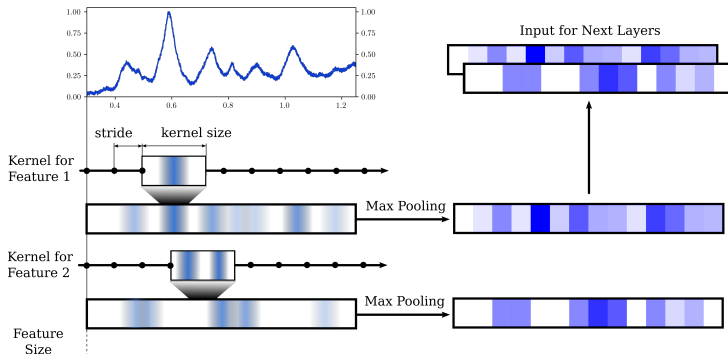 1.00
0.75
0.50
0.25
0.00
1.00
0.75
0.50
0.25
0.00
0.4
0.6
0.8
1.0
1.2
Input for Next Layers
stride
kernel size
Kernel for
Feature 1
Max Pooling
Kernel for
Feature 2
Max Pooling
Feature
Size